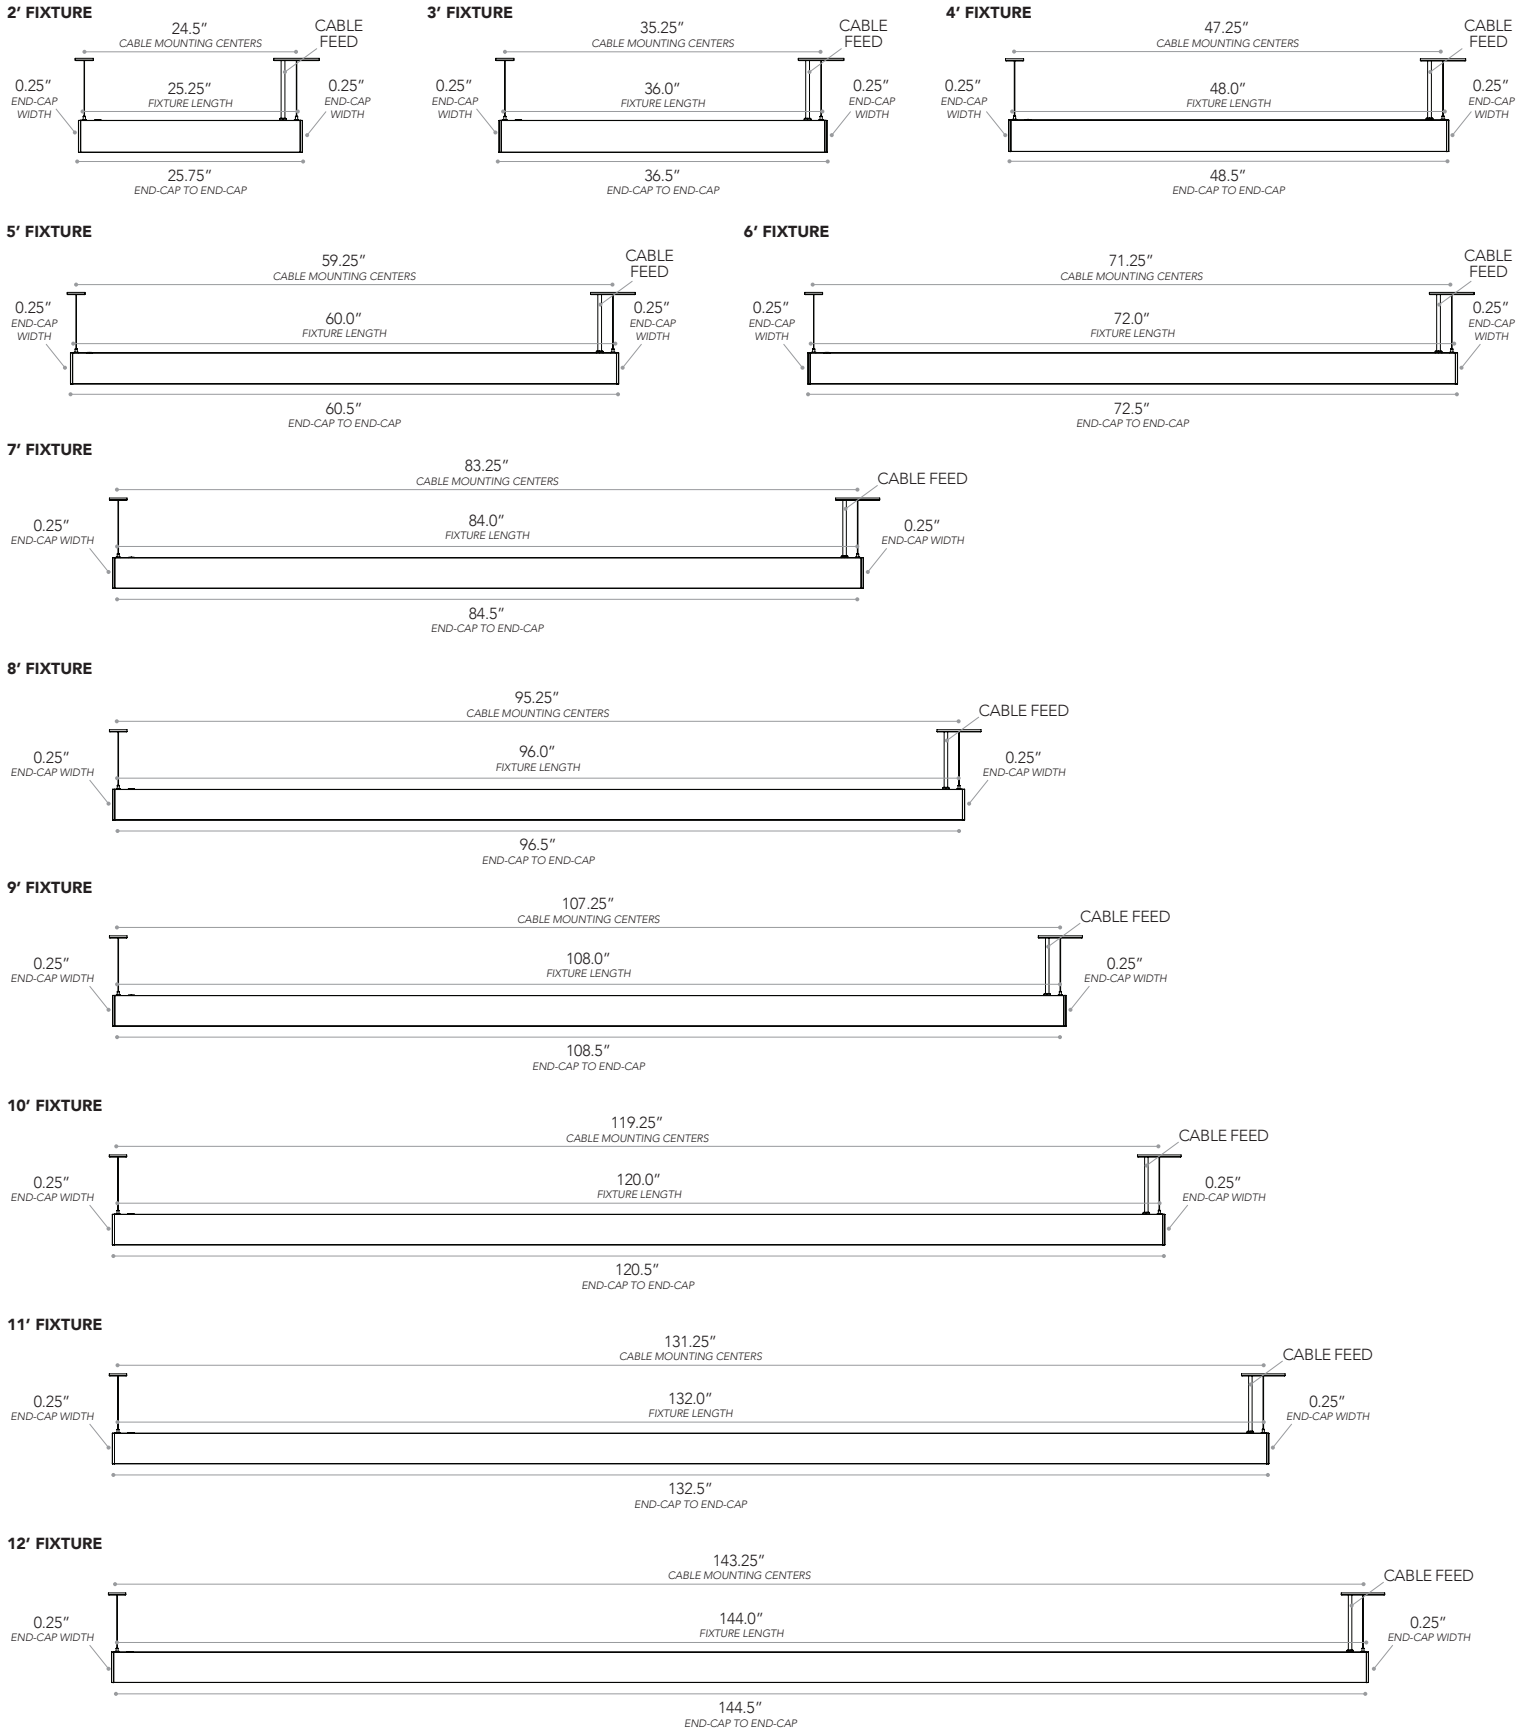 2’ FIXTURE
24.5”
CABLE MOUNTING CENTERS
CABLE
FEED
0.25”
END-CAP
WIDTH
25.25”
FIXTURE LENGTH
0.25”
END-CAP
WIDTH
25.75”
END-CAP TO END-CAP
3’ FIXTURE
35.25”
CABLE MOUNTING CENTERS
CABLE
FEED
0.25”
END-CAP
WIDTH
36.0”
FIXTURE LENGTH
0.25”
END-CAP
WIDTH
36.5”
END-CAP TO END-CAP
4’ FIXTURE
47.25”
CABLE MOUNTING CENTERS
CABLE
FEED
0.25”
END-CAP
WIDTH
48.0”
FIXTURE LENGTH
0.25”
END-CAP
WIDTH
48.5”
END-CAP TO END-CAP
5’ FIXTURE
59.25”
CABLE MOUNTING CENTERS
CABLE
FEED
0.25”
END-CAP
WIDTH
60.0”
FIXTURE LENGTH
0.25”
END-CAP
WIDTH
60.5”
END-CAP TO END-CAP
6’ FIXTURE
71.25”
CABLE MOUNTING CENTERS
CABLE
FEED
0.25”
END-CAP
WIDTH
72.0”
FIXTURE LENGTH
0.25”
END-CAP
WIDTH
72.5”
END-CAP TO END-CAP
7’ FIXTURE
83.25”
CABLE MOUNTING CENTERS
CABLE FEED
0.25”
END-CAP WIDTH
84.0”
FIXTURE LENGTH
0.25”
END-CAP WIDTH
84.5”
END-CAP TO END-CAP
8’ FIXTURE
95.25”
CABLE MOUNTING CENTERS
CABLE FEED
0.25”
END-CAP WIDTH
96.0”
FIXTURE LENGTH
0.25”
END-CAP WIDTH
96.5”
END-CAP TO END-CAP
9’ FIXTURE
107.25”
CABLE MOUNTING CENTERS
CABLE FEED
0.25”
END-CAP WIDTH
108.0”
FIXTURE LENGTH
0.25”
END-CAP WIDTH
108.5”
END-CAP TO END-CAP
10’ FIXTURE
119.25”
CABLE MOUNTING CENTERS
CABLE FEED
0.25”
END-CAP WIDTH
120.0”
FIXTURE LENGTH
0.25”
END-CAP WIDTH
120.5”
END-CAP TO END-CAP
11’ FIXTURE
131.25”
CABLE MOUNTING CENTERS
CABLE FEED
0.25”
END-CAP WIDTH
132.0”
FIXTURE LENGTH
0.25”
END-CAP WIDTH
132.5”
END-CAP TO END-CAP
12’ FIXTURE
143.25”
CABLE MOUNTING CENTERS
CABLE FEED
0.25”
END-CAP WIDTH
144.0”
FIXTURE LENGTH
0.25”
END-CAP WIDTH
144.5”
END-CAP TO END-CAP